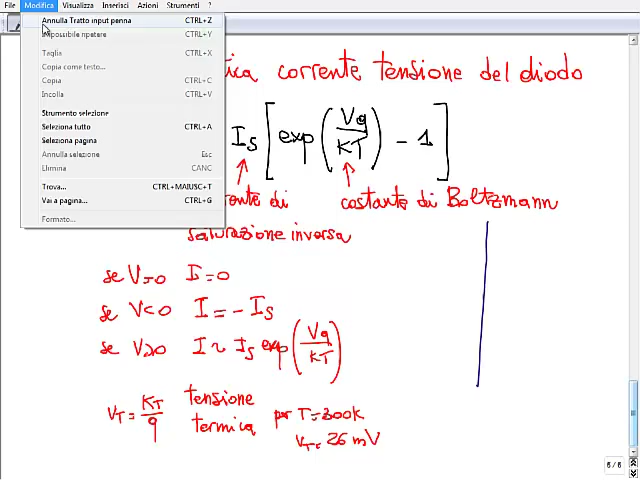 File Modifica Visualizza Inserisci Azioni Strumenti
Annulla Tratto input penna CTRL+Z
Impossibile ripetere CTRL+Y
Taglia CTRL+X
Copia come testo...
Copia CTRL+C
Incolla CTRL+V
Strumento selezione
Seleziona tutto CTRL+A
Seleziona pagina
Annulla selezione Esc
Elimina CANC
Trova... CTRL+MAIUSC+T
Vai a pagina... CTRL+G
Formato...
corrente tensione del diodo
Is [exp(Vq/KT) - 1]
di costante di Boltzmann
saturazione inversa
se V=0 Is=0
se V<0 I = - Is
se V>0 I ~ Is exp(Vq/KT)
VT = KT/q tensione termica per T=300K
VT = 26 mV
6/6